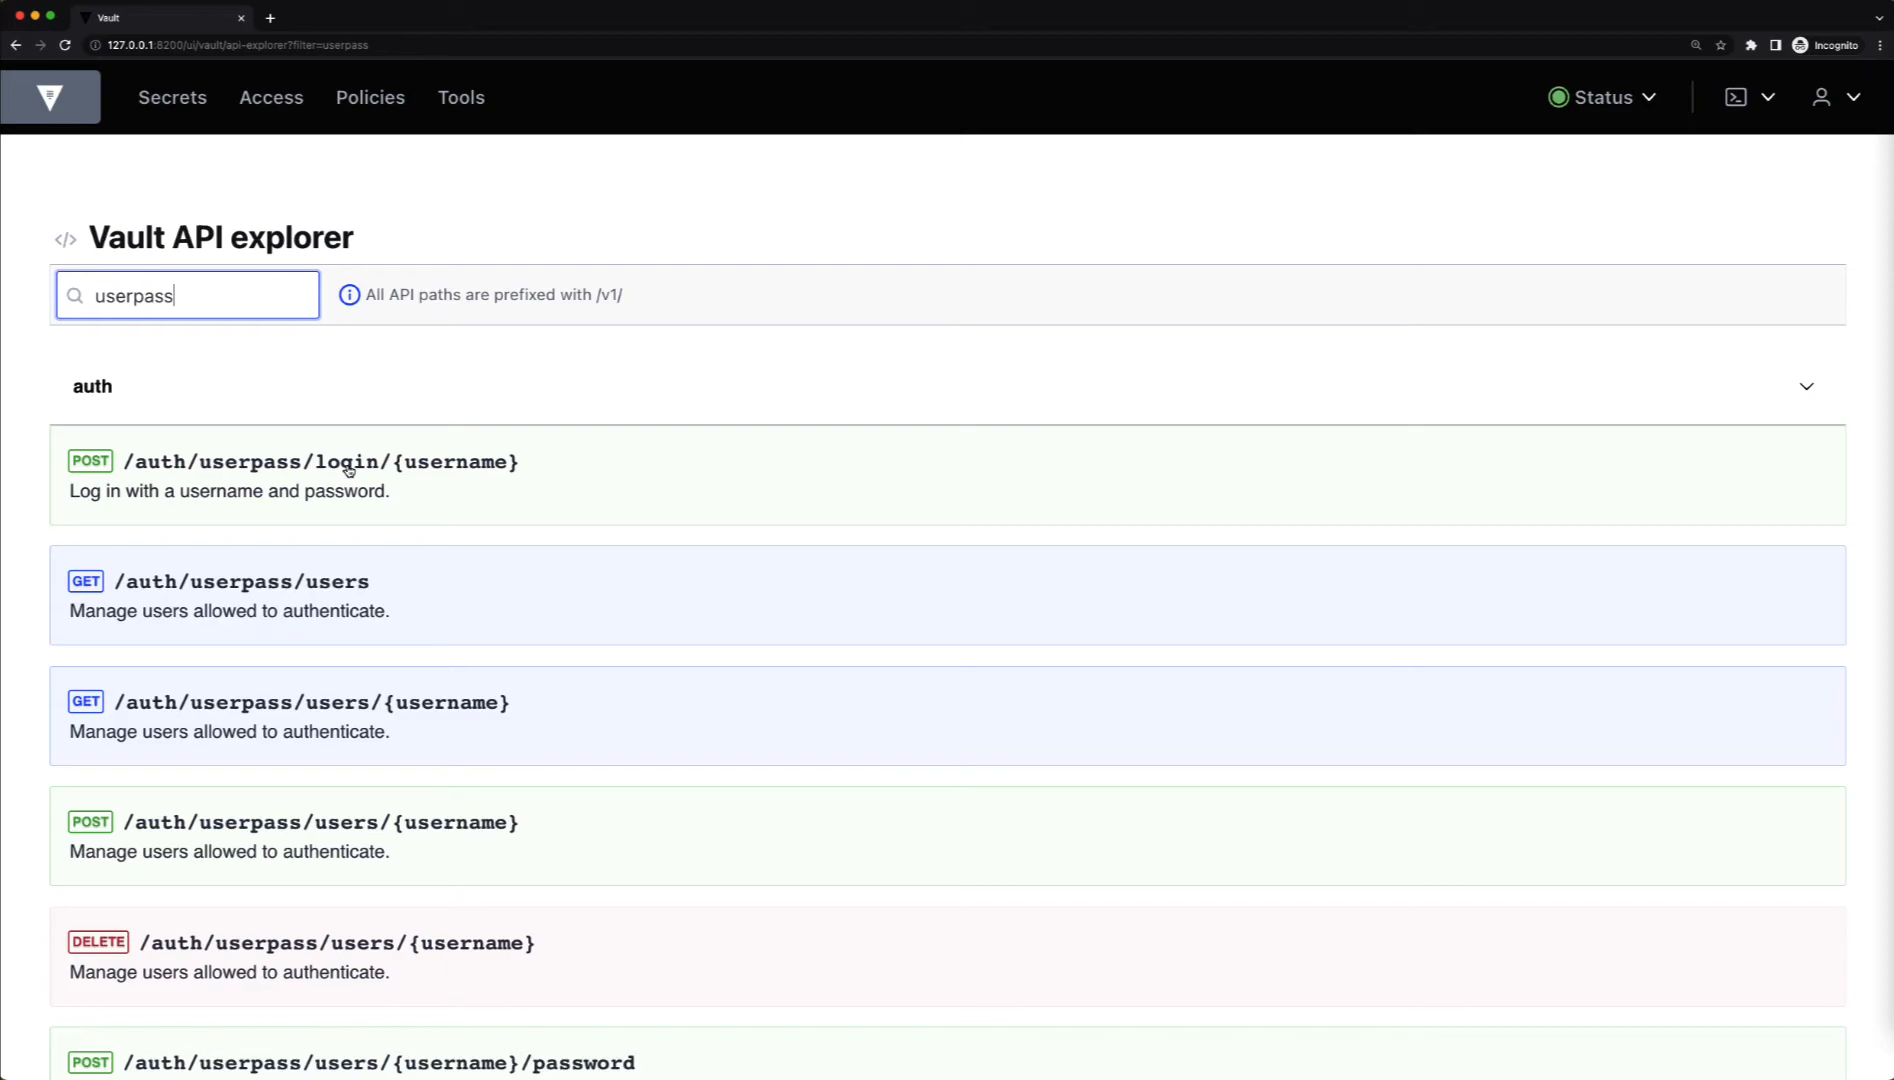 Vault
127.0.0.1:8200/ui/vault/api-explorer?filter=userpass
Incognito
Secrets Access Policies Tools
Status
</> Vault API explorer
userpass
All API paths are prefixed with /v1/
auth
POST /auth/userpass/login/{username}
Log in with a username and password.
GET /auth/userpass/users
Manage users allowed to authenticate.
GET /auth/userpass/users/{username}
Manage users allowed to authenticate.
POST /auth/userpass/users/{username}
Manage users allowed to authenticate.
DELETE /auth/userpass/users/{username}
Manage users allowed to authenticate.
POST /auth/userpass/users/{username}/password